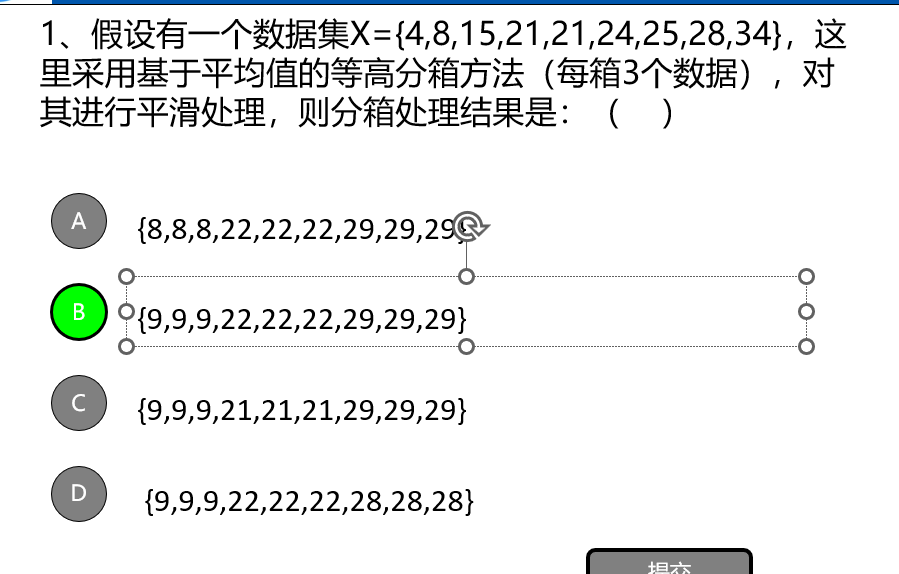 1、假设有一个数据集X={4,8,15,21,21,24,25,28,34}，这
里采用基于平均值的等高分箱方法（每箱3个数据），对
其进行平滑处理，则分箱处理结果是：（ ）
A {8,8,8,22,22,22,29,29,29}
B {9,9,9,22,22,22,29,29,29}
C {9,9,9,21,21,21,29,29,29}
D {9,9,9,22,22,22,28,28,28}
提交